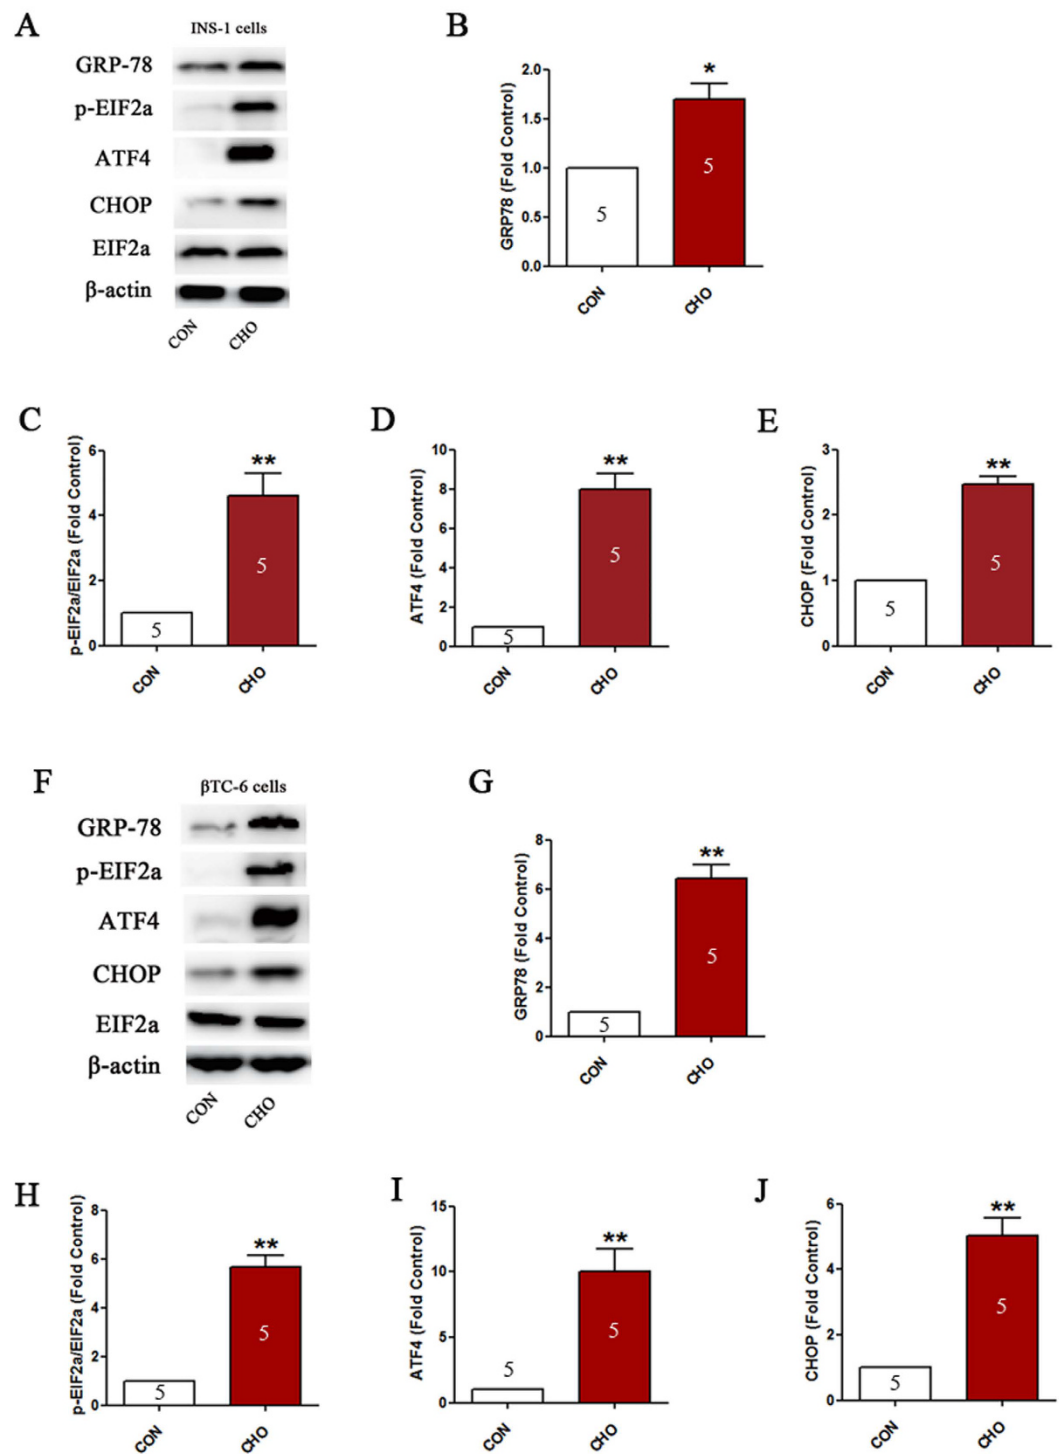 A
INS-1 cells
GRP-78
p-EIF2a
ATF4
CHOP
EIF2a
β-actin
CON
CHO
B
GRP78 (Fold Control)
2.0
1.5
1.0
0.5
0.0
*
5
5
CON
CHO
C
p-EIF2a/EIF2a (Fold Control)
6
4
2
0
**
5
5
CON
CHO
D
ATF4 (Fold Control)
10
8
6
4
2
0
**
5
5
CON
CHO
E
CHOP (Fold Control)
3
2
1
0
**
5
5
CON
CHO
F
βTC-6 cells
GRP-78
p-EIF2a
ATF4
CHOP
EIF2a
β-actin
CON
CHO
G
GRP78 (Fold Control)
8
6
4
2
0
**
5
5
CON
CHO
H
p-EIF2a/EIF2a (Fold Control)
8
6
4
2
0
**
5
5
CON
CHO
I
ATF4 (Fold Control)
15
10
5
0
**
5
5
CON
CHO
J
CHOP (Fold Control)
6
4
2
0
**
5
5
CON
CHO